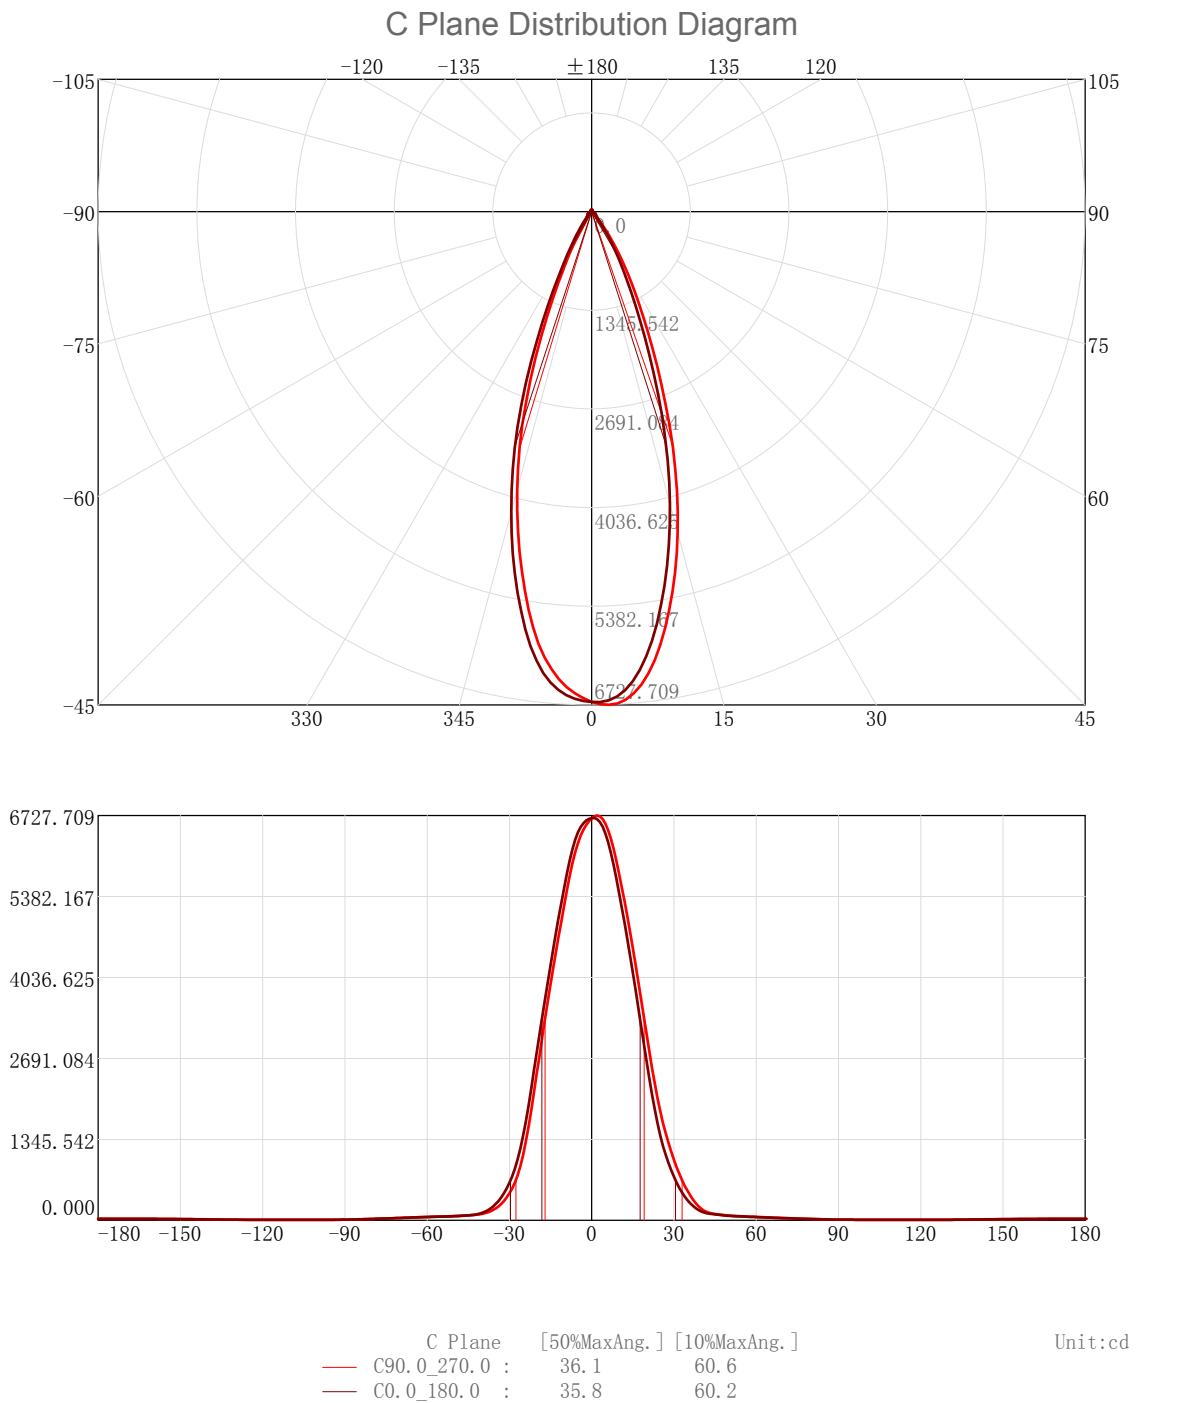 C Plane Distribution Diagram
-120 -135 ±180 135 120
-105 105
-90 90
0.0
1345.542
-75 75
2691.084
-60 60
4036.625
5382.167
6727.709
-45
330 345 0 15 30 45
6727.709
5382.167
4036.625
2691.084
1345.542
0.000
-180 -150 -120 -90 -60 -30 0 30 60 90 120 150 180
C Plane [50%MaxAng.] [10%MaxAng.] Unit:cd
C90.0_270.0 : 36.1 60.6
C0.0_180.0 : 35.8 60.2